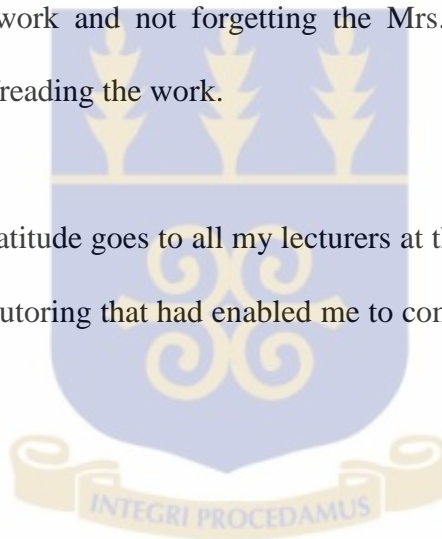 work and not forgetting the Mrs.
reading the work.
atitude goes to all my lecturers at t
utoring that had enabled me to con
INTEGRI PROCEDAMUS